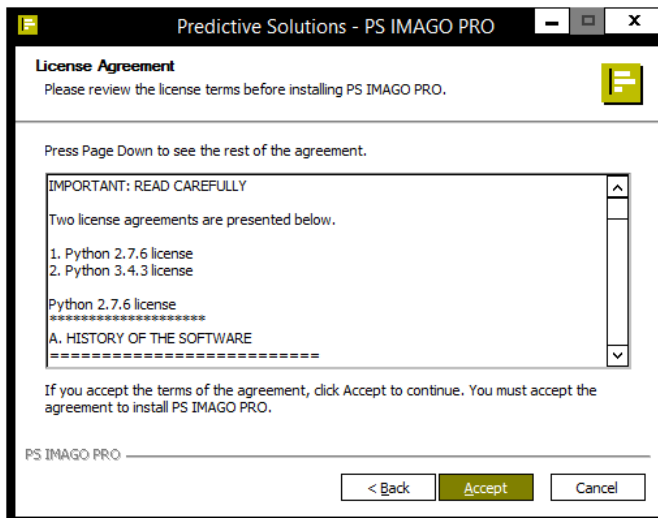 Predictive Solutions - PS IMAGO PRO
License Agreement
Please review the license terms before installing PS IMAGO PRO.
Press Page Down to see the rest of the agreement.
IMPORTANT: READ CAREFULLY
Two license agreements are presented below.
1. Python 2.7.6 license
2. Python 3.4.3 license
Python 2.7.6 license
********************
A. HISTORY OF THE SOFTWARE
==========================
If you accept the terms of the agreement, click Accept to continue. You must accept the
agreement to install PS IMAGO PRO.
PS IMAGO PRO
< Back Accept Cancel